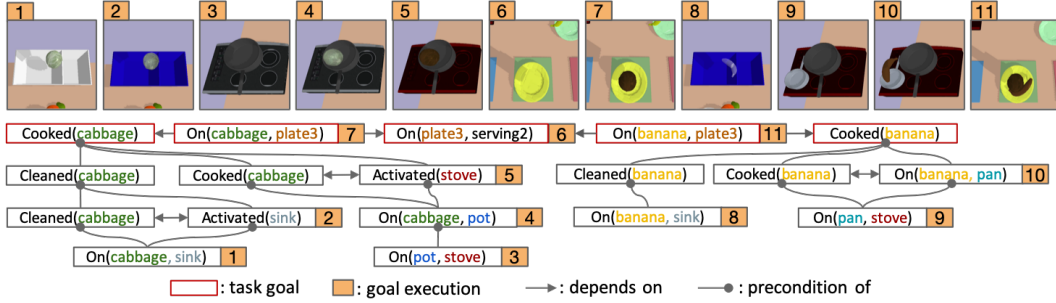 1 2 3 4 5 6 7 8 9 10 11
Cooked(cabbage) On(cabbage, plate3) 7 On(plate3, serving2) 6 On(banana, plate3) 11 Cooked(banana)
Cleaned(cabbage) Cooked(cabbage) Activated(stove) 5 Cleaned(banana) Cooked(banana) On(banana, pan) 10
Cleaned(cabbage) Activated(sink) 2 On(cabbage, pot) 4 On(banana, sink) 8 On(pan, stove) 9
On(cabbage, sink) 1 On(pot, stove) 3
: task goal : goal execution : depends on : precondition of